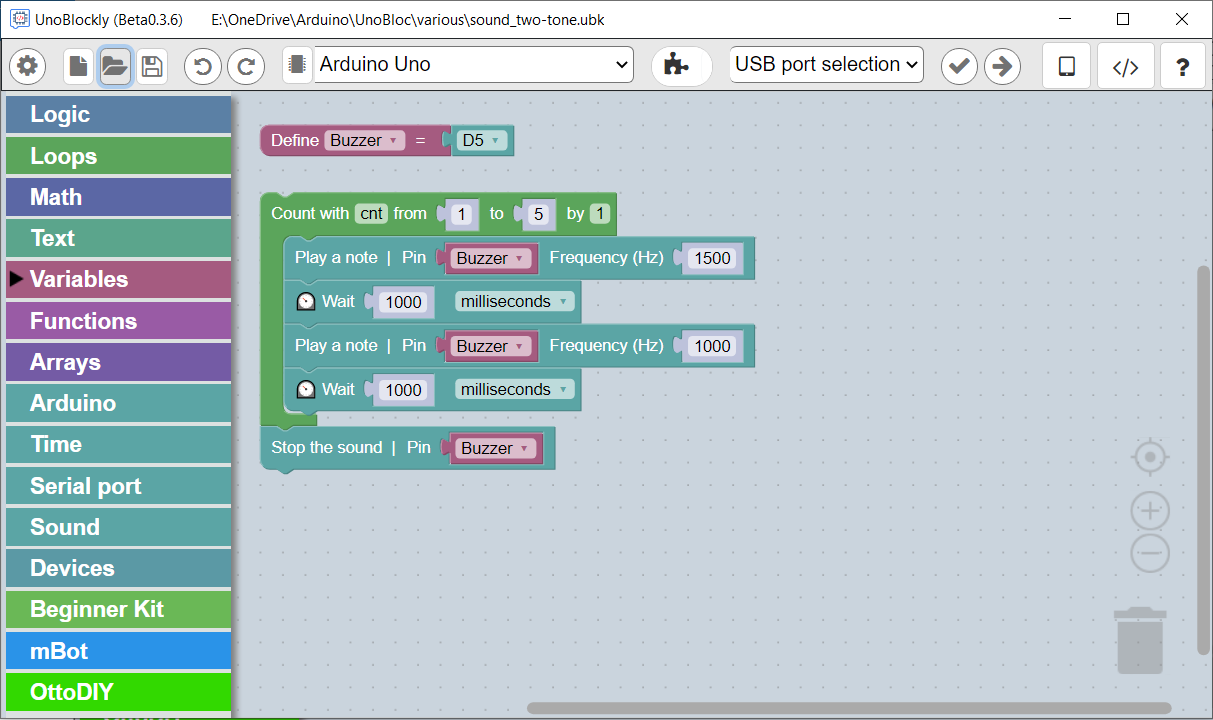 UnoBlockly (Beta0.3.6) E:\OneDrive\Arduino\UnoBloc\various\sound_two-tone.ubk
Arduino Uno USB port selection </> ?
Logic
Loops
Math
Text
Variables
Functions
Arrays
Arduino
Time
Serial port
Sound
Devices
Beginner Kit
mBot
OttoDIY
Define Buzzer = D5
Count with cnt from 1 to 5 by 1
Play a note | Pin Buzzer Frequency (Hz) 1500
Wait 1000 milliseconds
Play a note | Pin Buzzer Frequency (Hz) 1000
Wait 1000 milliseconds
Stop the sound | Pin Buzzer